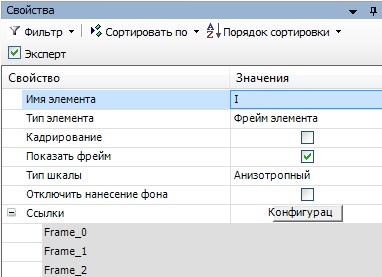 Свойства
Фильтр Сортировать по Порядок сортировки
Эксперт
Свойство Значения
Имя элемента I
Тип элемента Фрейм элемента
Кадрирование
Показать фрейм
Тип шкалы Анизотропный
Отключить нанесение фона
Ссылки Конфигурац
Frame_0
Frame_1
Frame_2